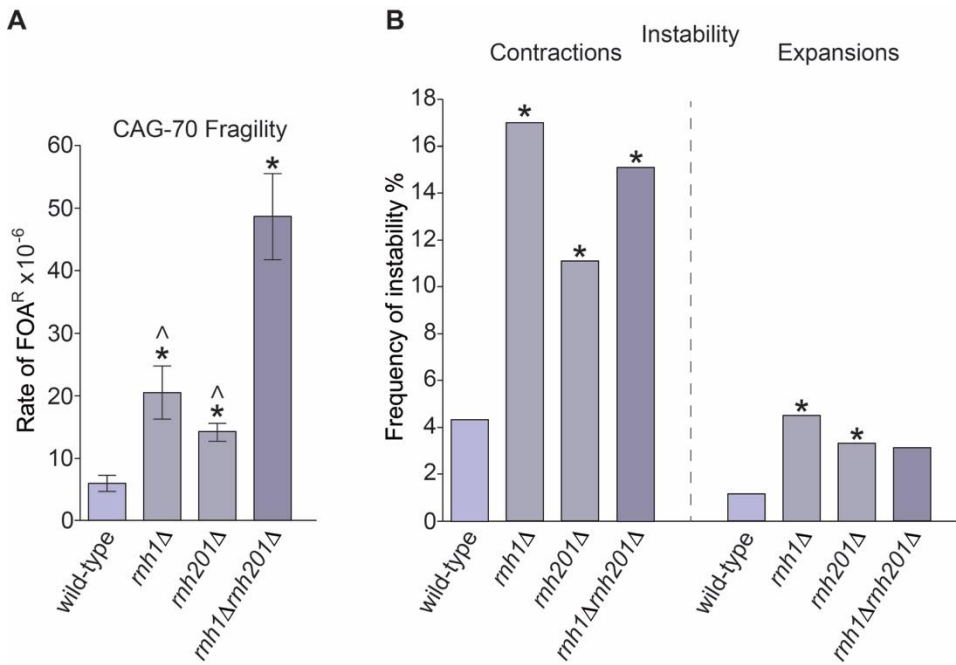 A
CAG-70 Fragility
Rate of FOAᴿ x10⁻⁶
60
50
40
30
20
10
0
^
*
^
*
*
wild-type
rnh1Δ
rnh201Δ
rnh1Δrnh201Δ
B
Instability
Contractions
Expansions
Frequency of instability %
18
16
14
12
10
8
6
4
2
0
*
*
*
*
*
wild-type
rnh1Δ
rnh201Δ
rnh1Δrnh201Δ
wild-type
rnh1Δ
rnh201Δ
rnh1Δrnh201Δ